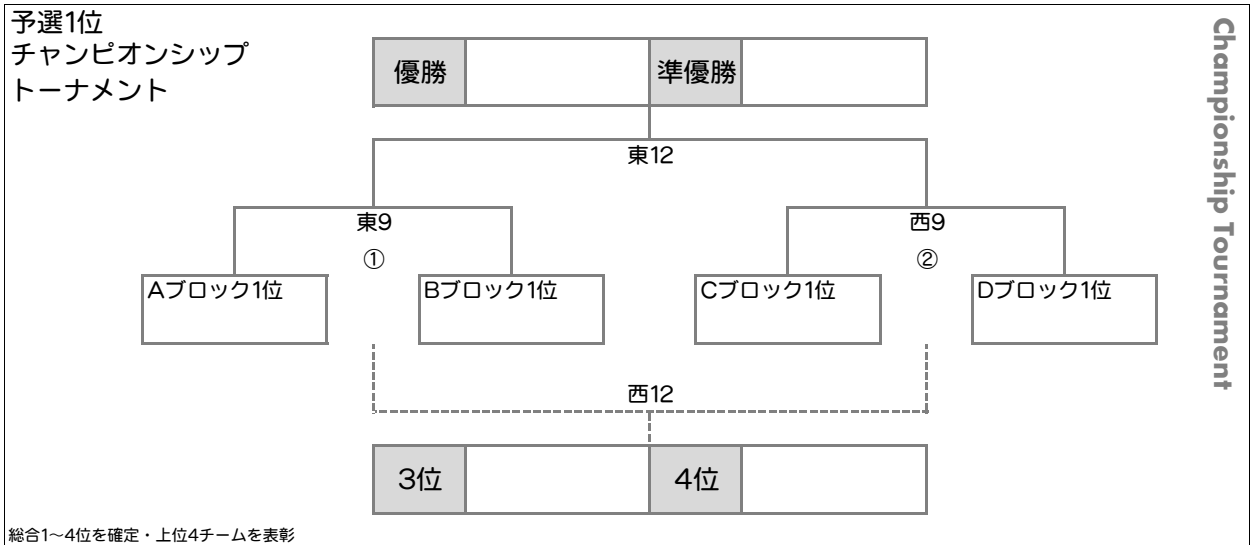 予選1位
チャンピオンシップ
トーナメント
Championship Tournament
優勝
準優勝
東12
東9
西9
①
②
Aブロック1位
Bブロック1位
Cブロック1位
Dブロック1位
西12
3位
4位
総合1～4位を確定・上位4チームを表彰